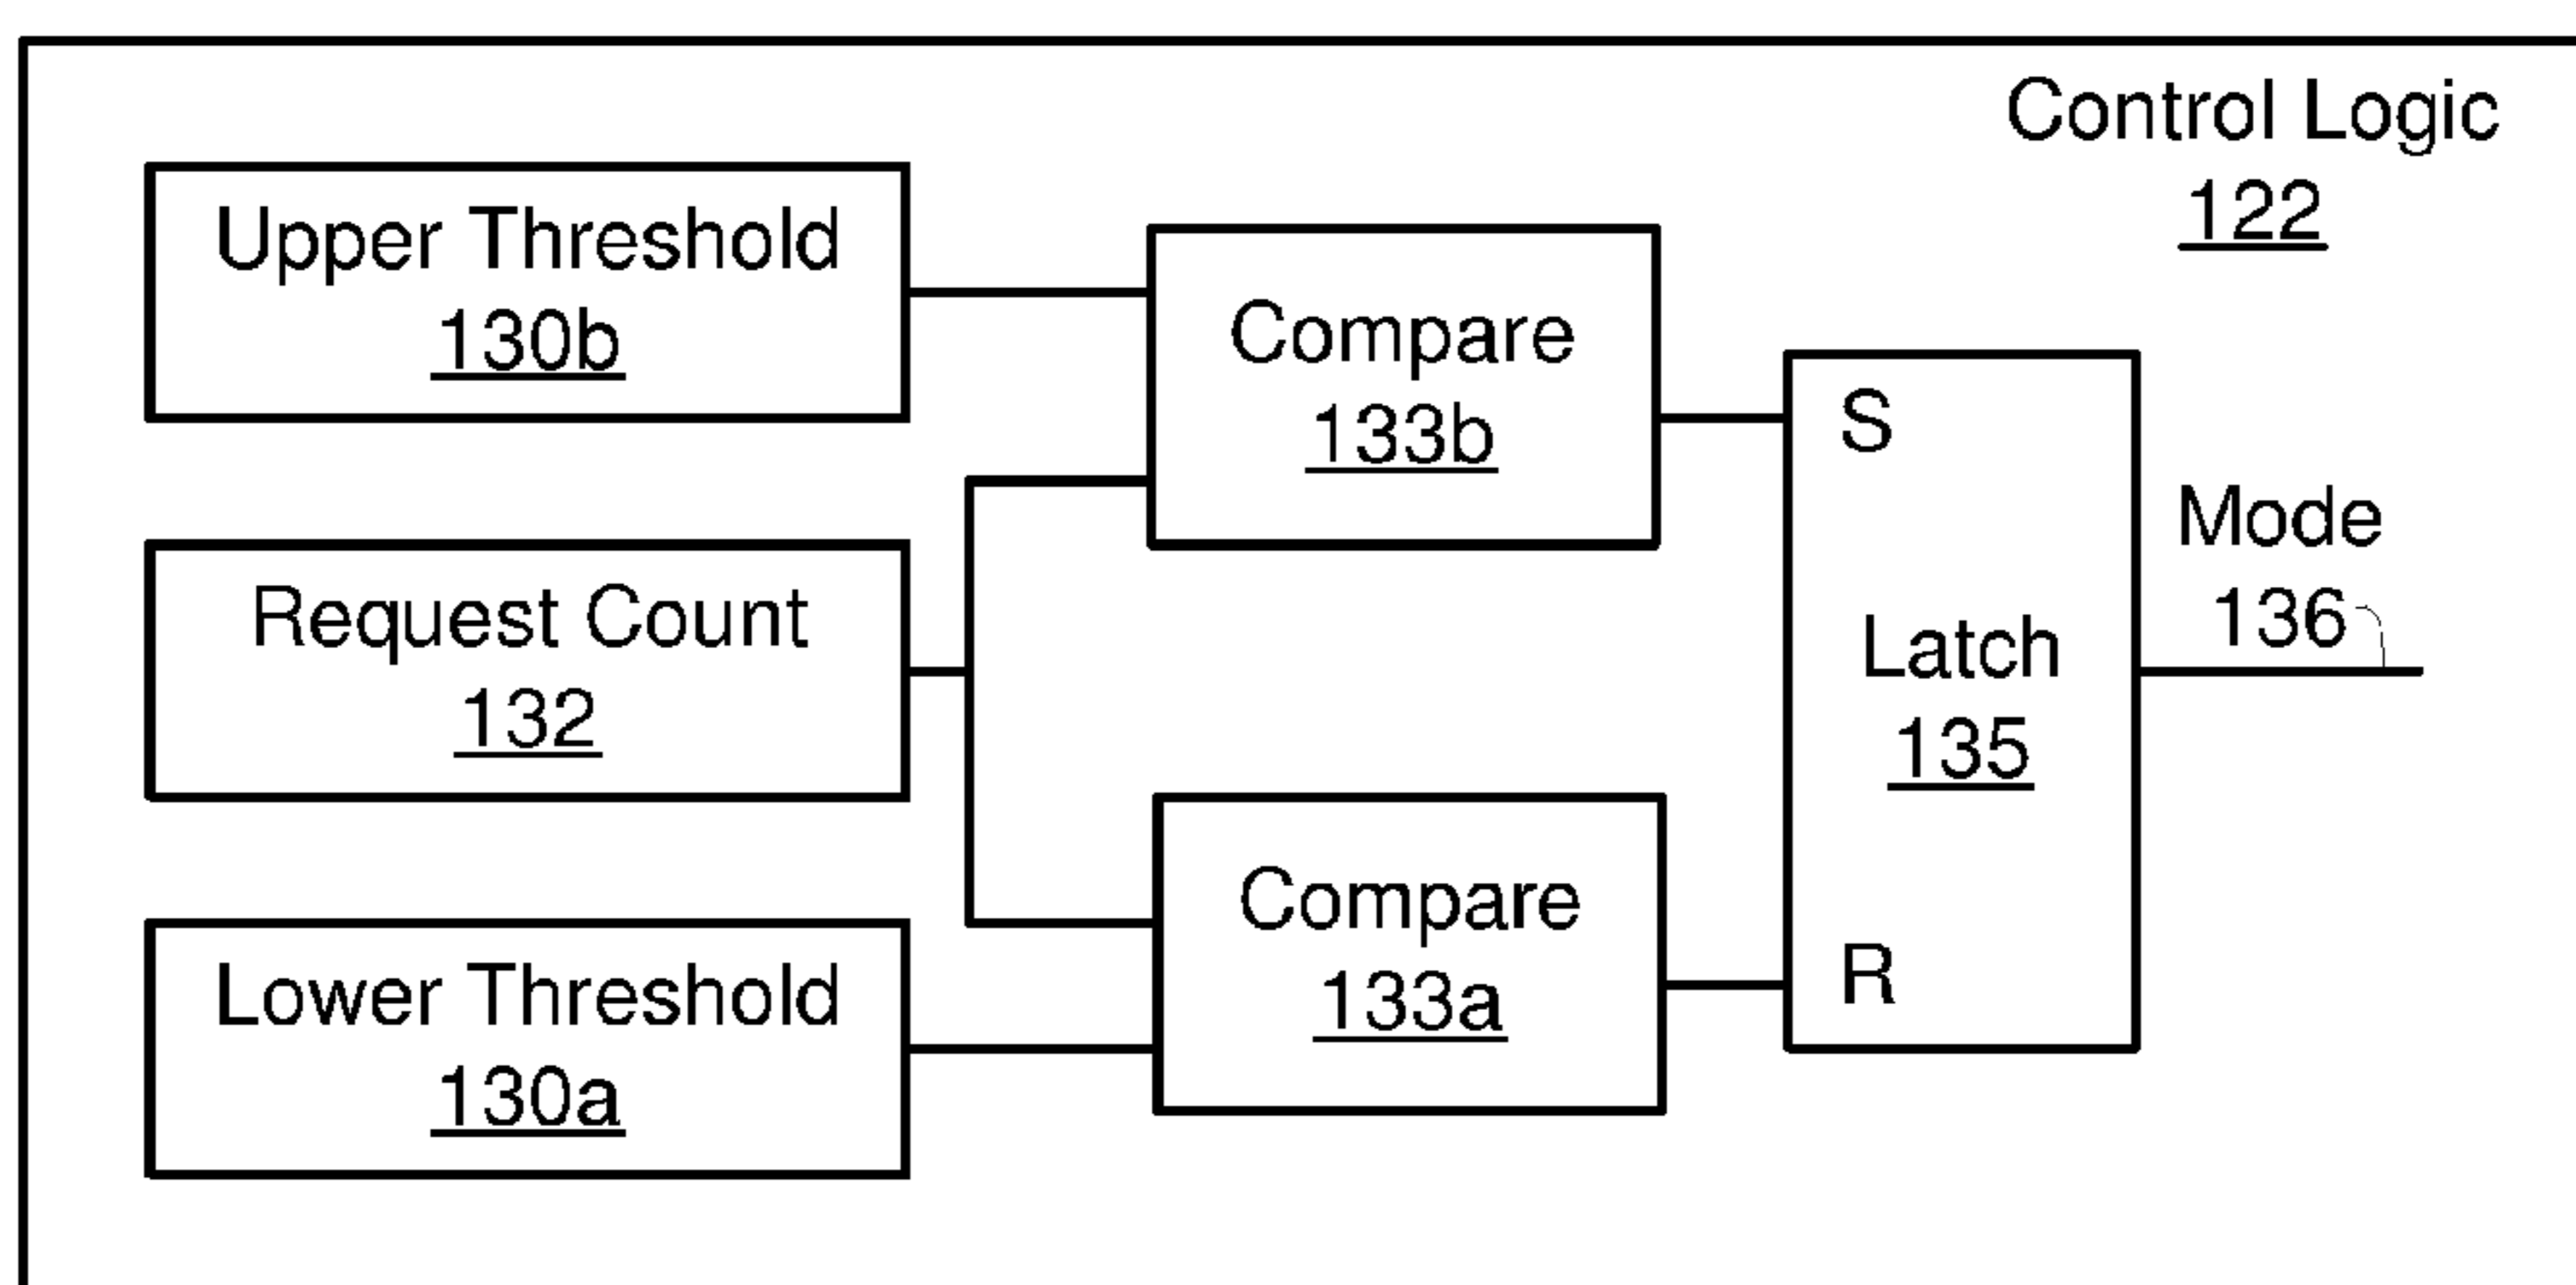 Control Logic
122
Upper Threshold
130b
Compare
133b
S
Mode
136
Request Count
132
Latch
135
Compare
133a
R
Lower Threshold
130a